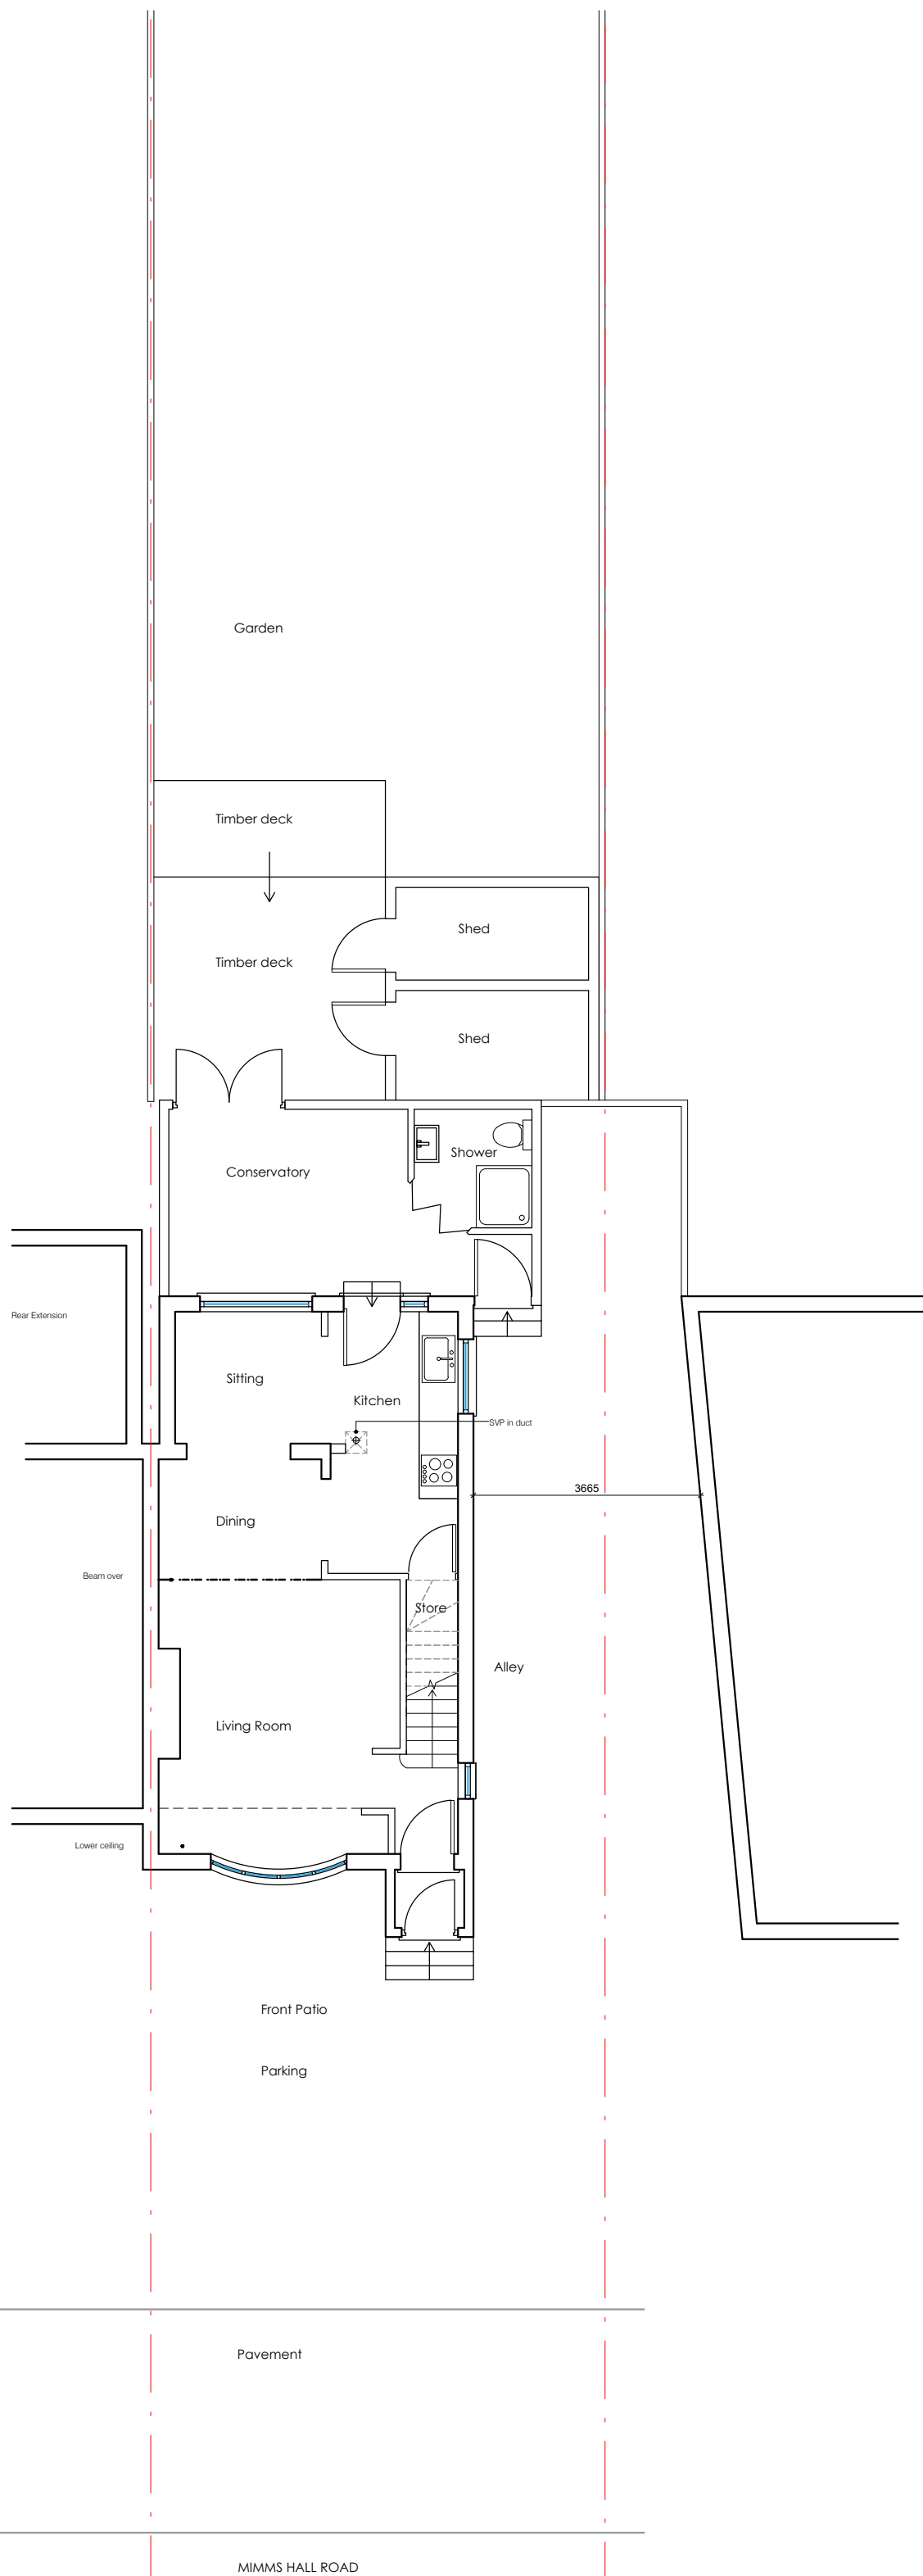 Garden
Timber deck
Shed
Timber deck
Shed
Shower
Conservatory
Rear Extension
Sitting
Kitchen
SVP in duct
3665
Dining
Beam over
Store
Alley
Living Room
Lower ceiling
Front Patio
Parking
Pavement
MIMMS HALL ROAD